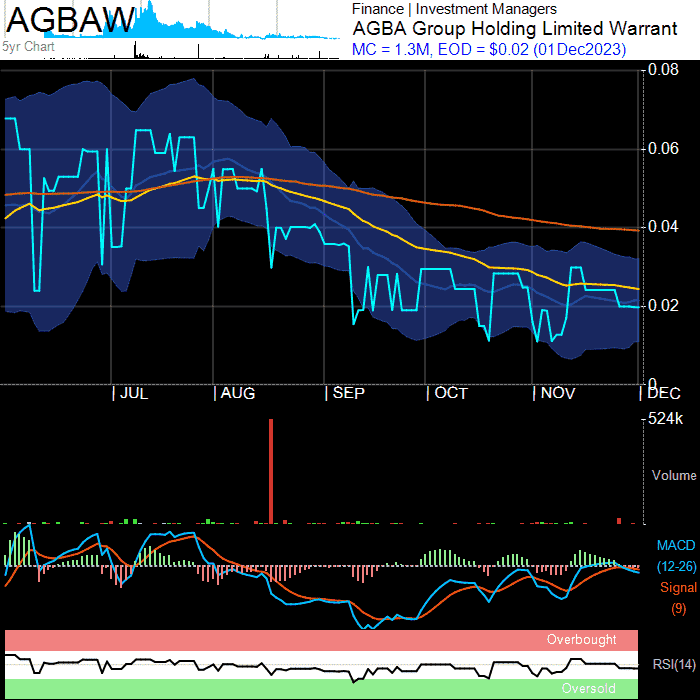 AGBAW
5yr Chart
Finance | Investment Managers
AGBA Group Holding Limited Warrant
MC = 1.3M, EOD = $0.02 (01Dec2023)
0.08
0.06
0.04
0.02
0
JUL AUG SEP OCT NOV DEC
524k
Volume
MACD
(12-26)
Signal
(9)
Overbought
RSI(14)
Oversold